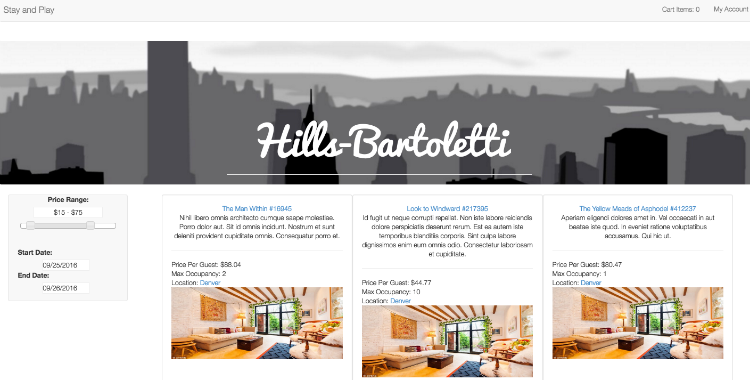 Stay and Play
Cart Items: 0
My Account
Hills-Bartoletti
Price Range:
$15 - $75
Start Date:
09/25/2016
End Date:
09/26/2016
The Man Within #16945
Nihil libero omnis architecto cumque saepe molestiae.
Porro dolor aut. Sit id omnis incidunt. Nostrum et sunt
deleniti provident cupiditate omnis. Consequatur porro et.
Price Per Guest: $88.04
Max Occupancy: 2
Location: Denver
Look to Windward #217395
Id fugit ut neque corrupti repellat. Non iste labore reiciendis
dolore perspiciatis deserunt rerum. Est ea autem iste
temporibus blanditiis corporis. Sint culpa labore
dignissimos enim eum omnis odio. Consectetur laboriosam
et cupiditate.
Price Per Guest: $44.77
Max Occupancy: 10
Location: Denver
The Yellow Meads of Asphodel #412237
Aperiam eligendi dolores amet in. Vel occaecati in aut
beatae iste quod. In eveniet ratione voluptatibus
accusamus. Qui hic ut.
Price Per Guest: $80.47
Max Occupancy: 1
Location: Denver